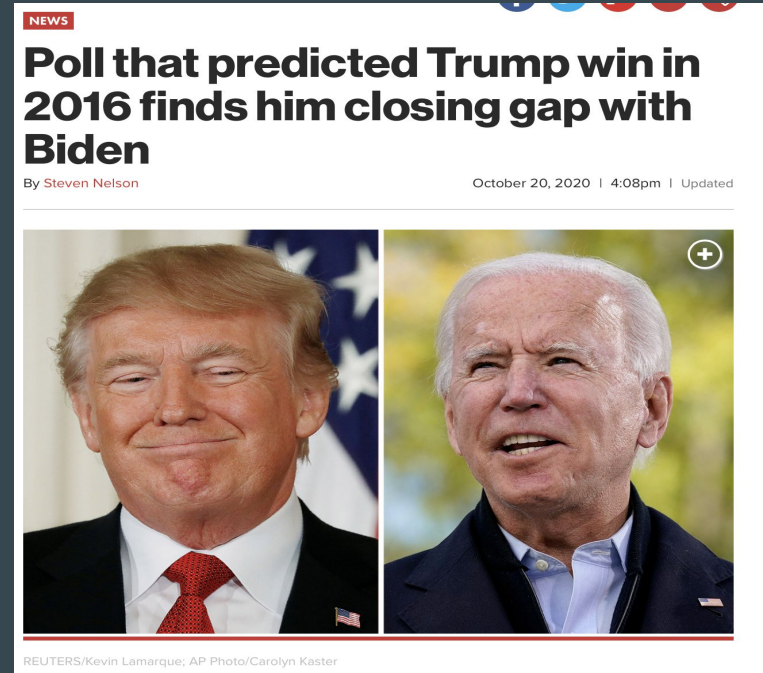 NEWS
Poll that predicted Trump win in
2016 finds him closing gap with
Biden
By Steven Nelson
October 20, 2020 | 4:08pm | Updated
REUTERS/Kevin Lamarque; AP Photo/Carolyn Kaster